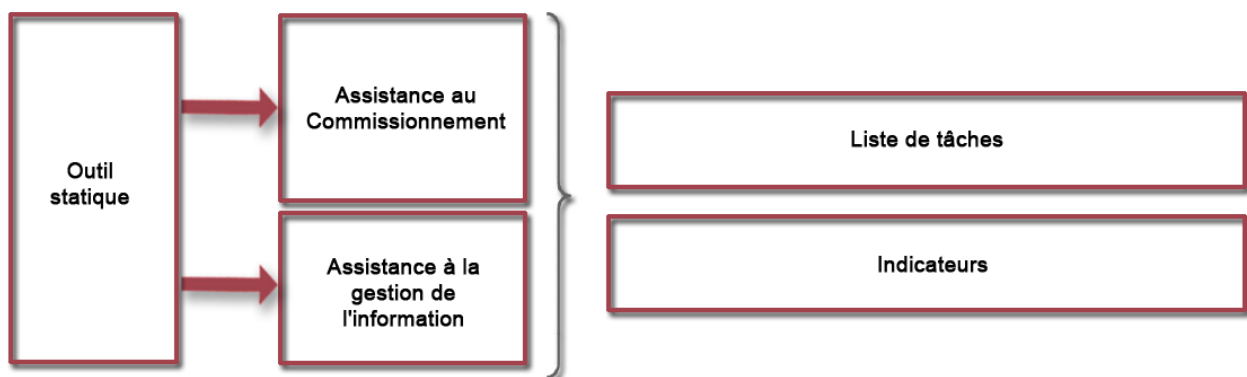 Outil
statique
Assistance au
Commissionnement
Assistance à la
gestion de
l'information
Liste de tâches
Indicateurs